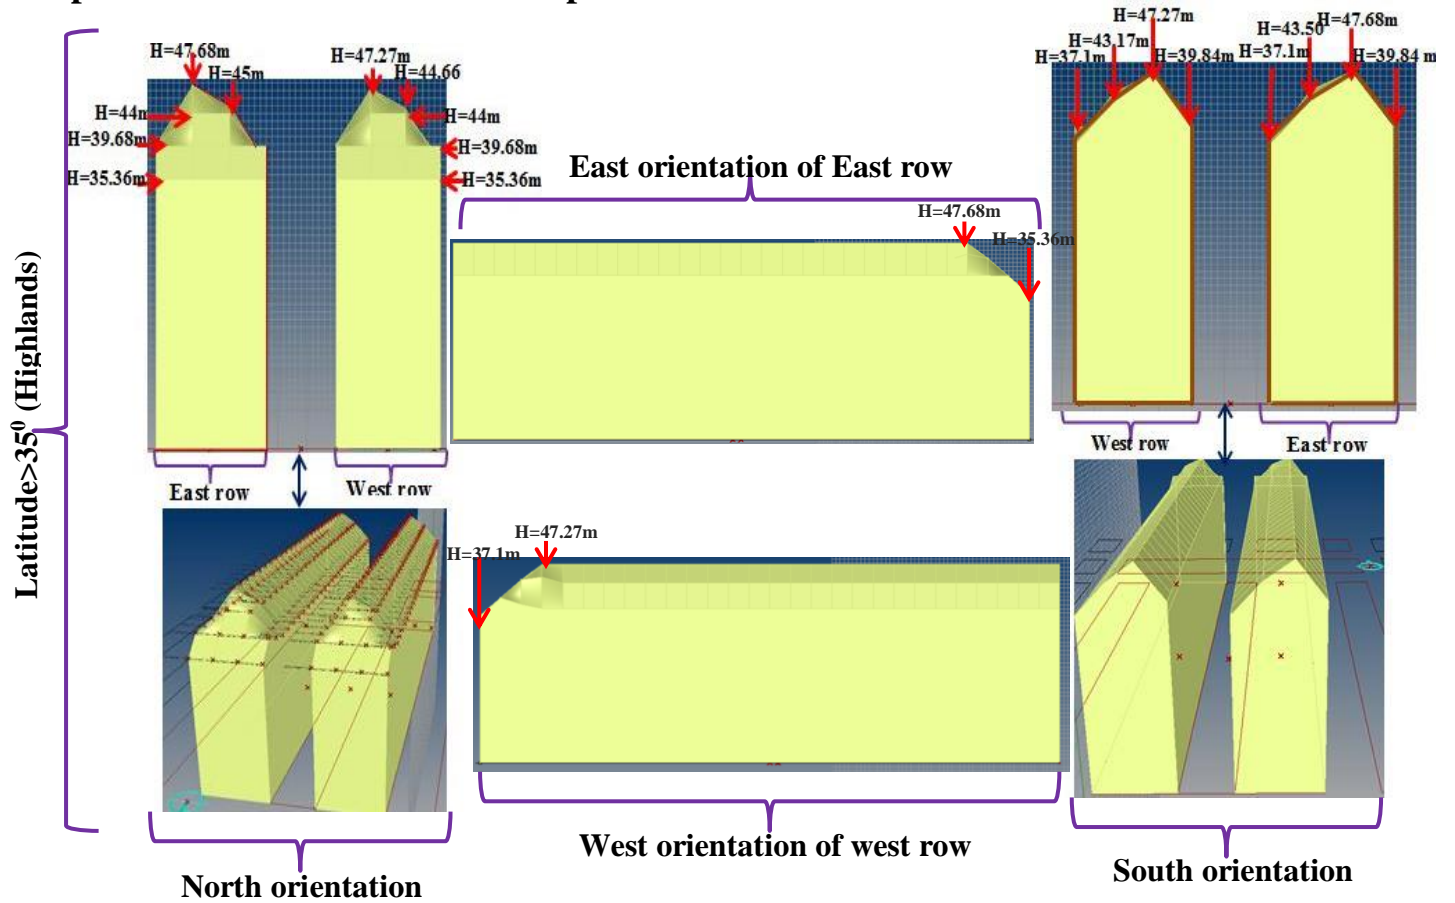 H=47.68m
H=45m
H=44m
H=39.68m
H=35.36m
H=47.27m
H=44.66
H=44m
H=39.68m
H=35.36m
East row
West row
North orientation
Latitude>35⁰ (Highlands)
East orientation of East row
H=47.68m
H=35.36m
H=37.1m
H=47.27m
West orientation of west row
H=47.27m
H=43.17m
H=37.1m
H=39.84m
H=47.68m
H=43.50
H=37.1m
H=39.84 m
West row
East row
South orientation